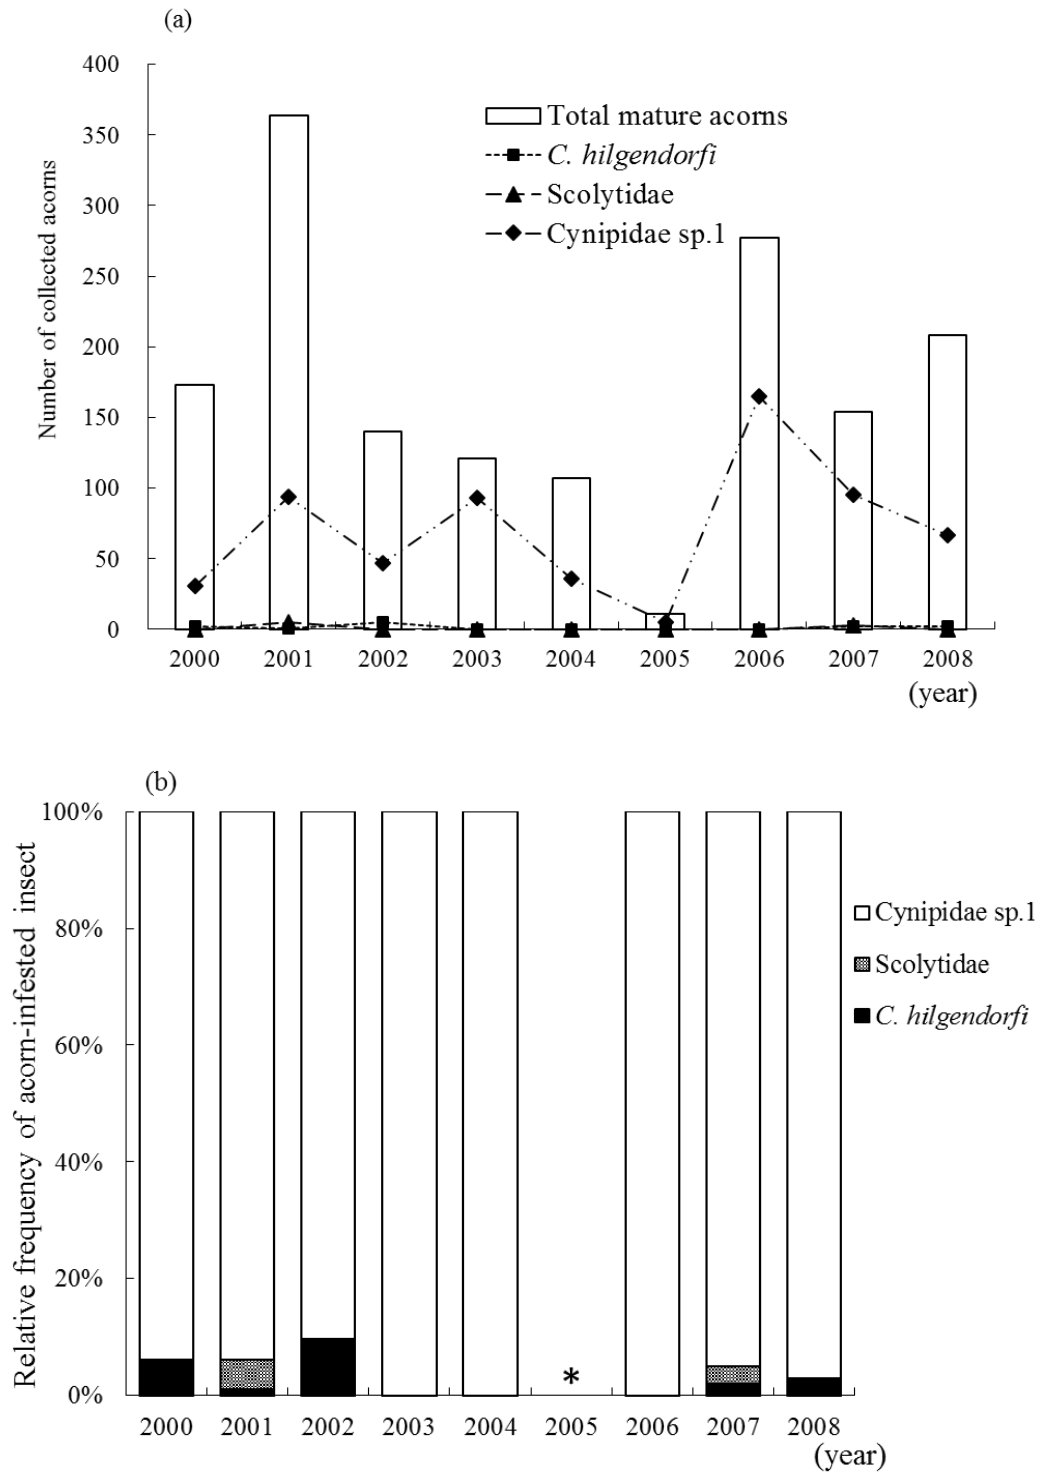 (a)
400
350
300
250
200
150
100
50
0
Number of collected acorns
Total mature acorns
C. hilgendorfi
Scolytidae
Cynipidae sp.1
2000 2001 2002 2003 2004 2005 2006 2007 2008
(year)
(b)
100%
80%
60%
40%
20%
0%
Relative frequency of acorn-infested insect
Cynipidae sp.1
Scolytidae
C. hilgendorfi
*
2000 2001 2002 2003 2004 2005 2006 2007 2008
(year)